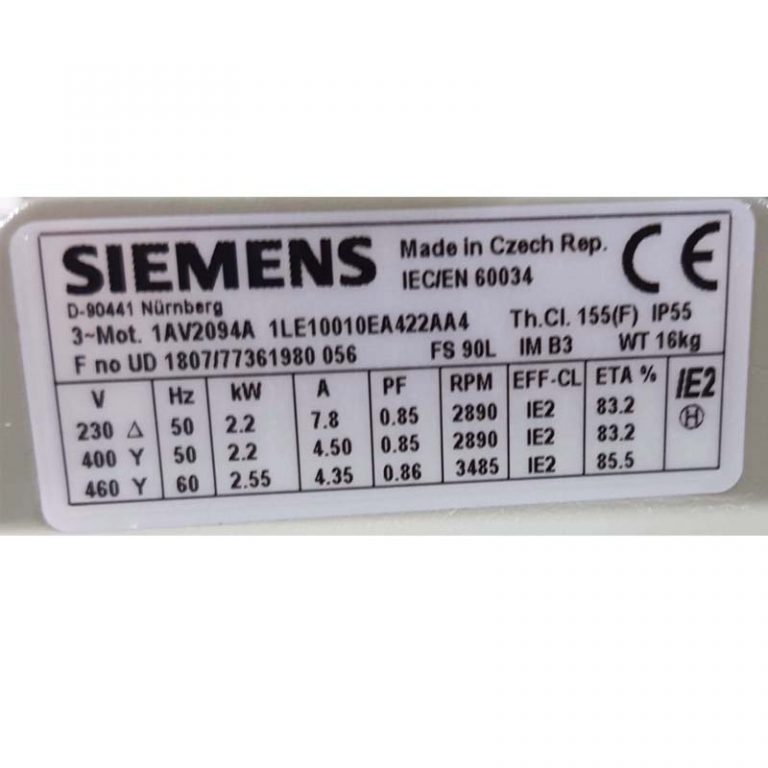 SIEMENS Made in Czech Rep. CE
IEC/EN 60034
D-90441 Nürnberg
3~Mot. 1AV2094A 1LE10010EA422AA4 Th.Cl. 155(F) IP55
F no UD 1807/77361980 056 FS 90L IM B3 WT 16kg
V Hz kW A PF RPM EFF-CL ETA % IE2
230 Δ 50 2.2 7.8 0.85 2890 IE2 83.2 H
400 Y 50 2.2 4.50 0.85 2890 IE2 83.2
460 Y 60 2.55 4.35 0.86 3485 IE2 85.5